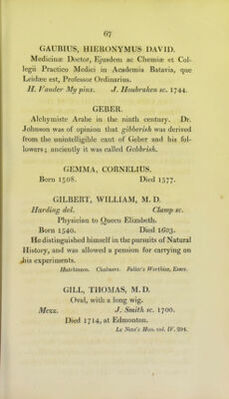 67
GAUBIUS, HIERONYMUS DAVID.
Medicinæ Doctor, Ejusdem ac Chemiæ et Col-
legii Practico Medici in Academia Batavia, que
Leidæe est, Professor Ordinarius.
H. Vander My pinx. J. Houbraken sc. 1744.
GEBER.
Alchymiste Arabe in the ninth century. Dr.
Johnson was of opinion that gibberish was derived
from the unintelligible cant of Geber and his fol-
lowers; anciently it was called Gebbrish.
GEMMA, CORNELIUS.
Born 1508. Died 1577.
GILBERT, WILLIAM, M. D.
Harding del. Clamp sc.
Physician to Queen Elizabeth.
Born 1540. Died 1603.
He distinguished himself in the pursuits of Natural
History, and was allowed a pension for carrying on
his experiments.
Hutchinson. Chalmers. Fuller's Worthies, Essex.
GILL, THOMAS, M. D.
Oval, with a long wig.
Mezz. J. Smith sc. 1700.
Died 1714, at Edmonton.
Le Neve's Mon. vol. IV. 294.